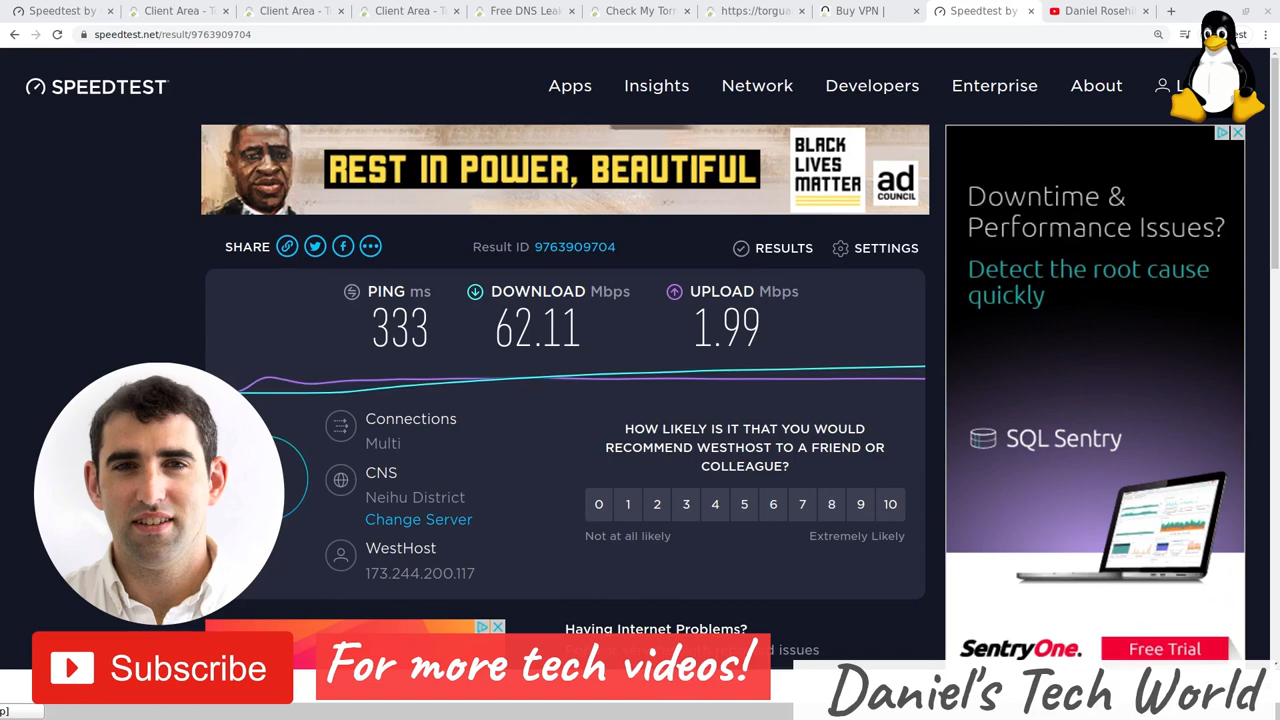 Speedtest by
Client Area - T
Client Area - T
Client Area - T
Free DNS Leak
Check My Torr
https://torgua
Buy VPN |
Speedtest by
Daniel Rosehi
speedtest.net/result/9763909704
SPEEDTEST
Apps
Insights
Network
Developers
Enterprise
About
REST IN POWER, BEAUTIFUL
BLACK
LIVES
MATTER
ad
COUNCIL
SHARE
Result ID 9763909704
RESULTS
SETTINGS
PING ms
333
DOWNLOAD Mbps
62.11
UPLOAD Mbps
1.99
Connections
Multi
CNS
Neihu District
Change Server
WestHost
173.244.200.117
HOW LIKELY IS IT THAT YOU WOULD
RECOMMEND WESTHOST TO A FRIEND OR
COLLEAGUE?
0 1 2 3 4 5 6 7 8 9 10
Not at all likely
Extremely Likely
Having Internet Problems?
issues
Downtime &
Performance Issues?
Detect the root cause
quickly
SQL Sentry
SentryOne.
Free Trial
Subscribe
For more tech videos!
Daniel's Tech World
p]